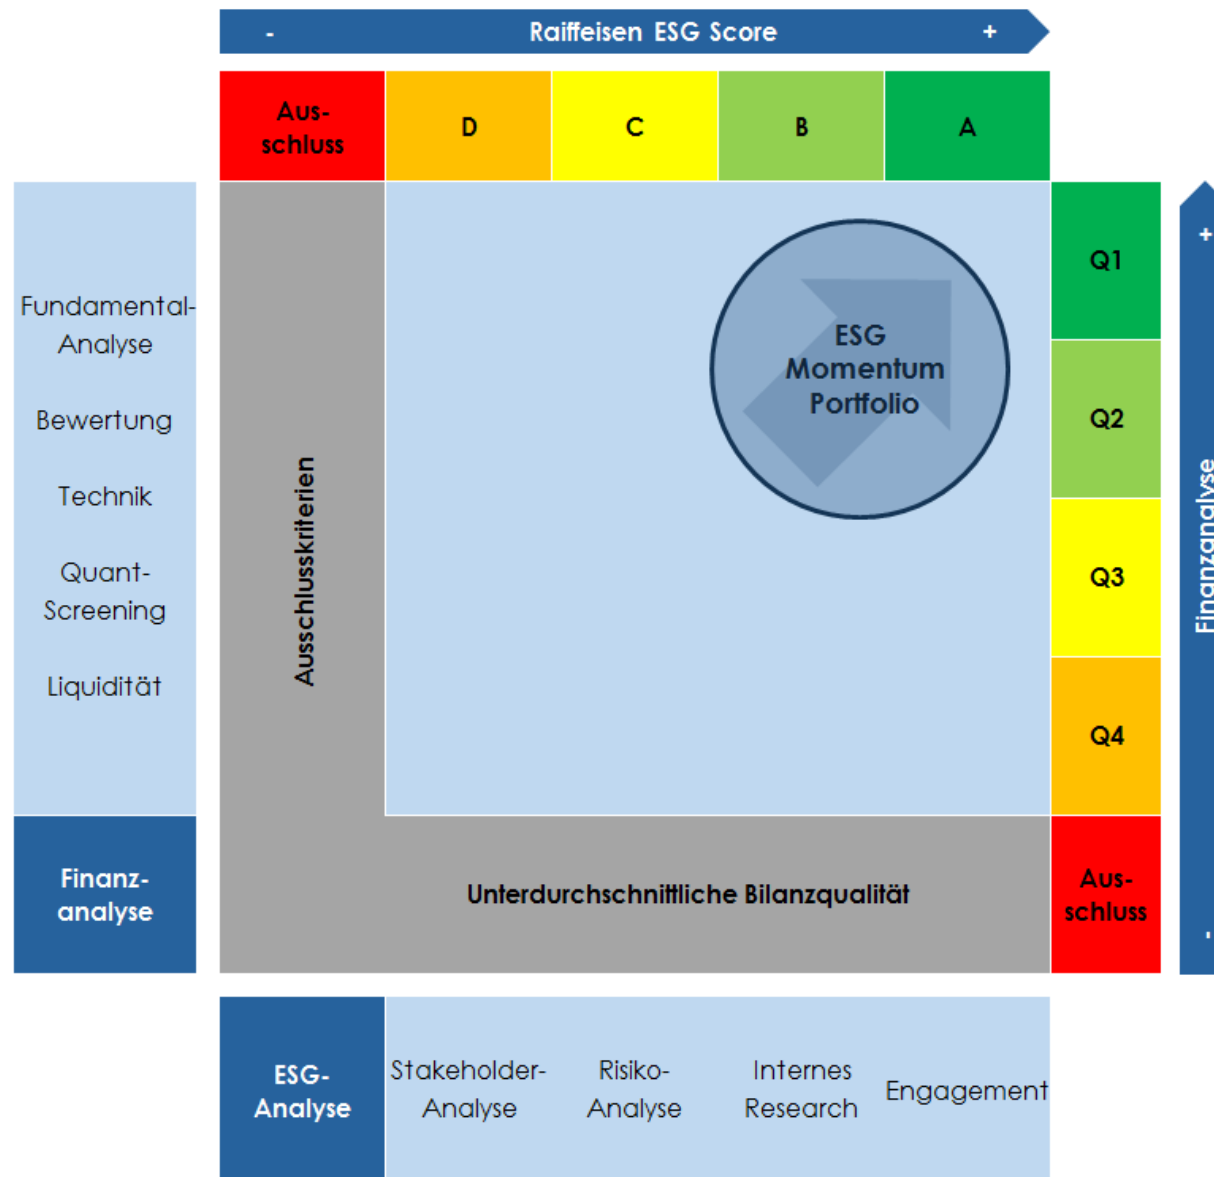 - Raiffeisen ESG Score +
Aus-
schluss
D
C
B
A
Fundamental-
Analyse
Bewertung
Technik
Quant-
Screening
Liquidität
Ausschlusskriterien
ESG
Momentum
Portfolio
Q1
Q2
Q3
Q4
+
Finanzanalyse
-
Finanz-
analyse
Unterdurchschnittliche Bilanzqualität
Aus-
schluss
ESG-
Analyse
Stakeholder-
Analyse
Risiko-
Analyse
Internes
Research
Engagement